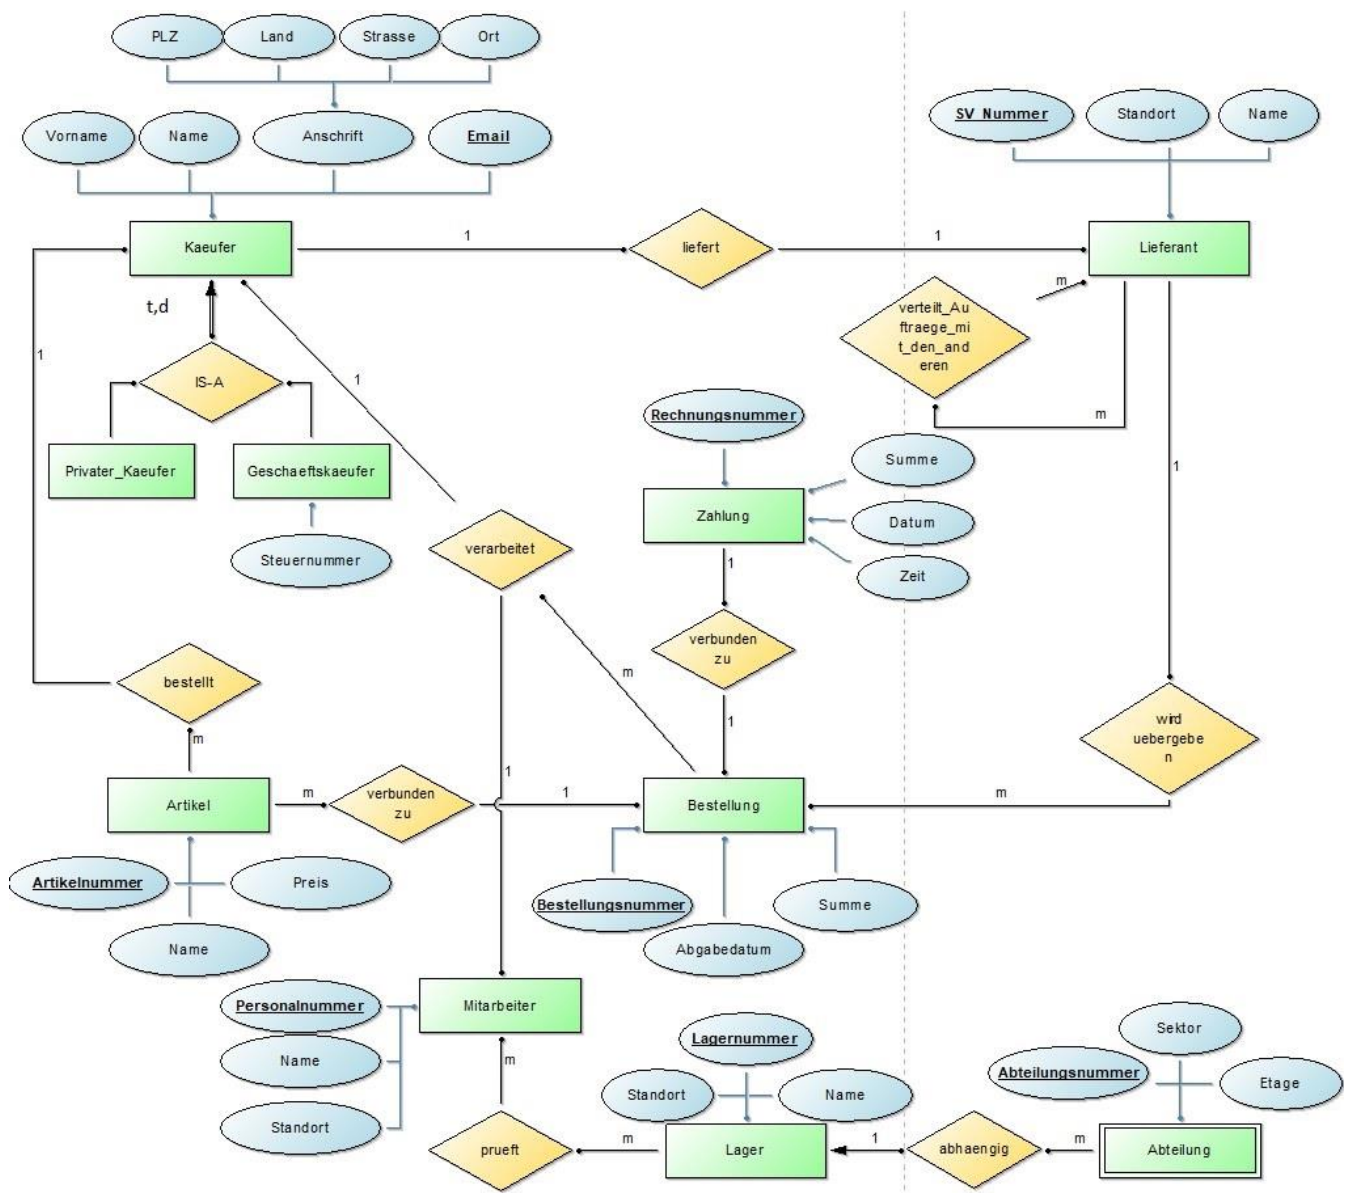 PLZ
Land
Strasse
Ort
Vorname
Name
Anschrift
Email
SV_Nummer
Standort
Name
Kaeufer
1
liefert
1
Lieferant
t,d
IS-A
1
1
verteilt_Au
ftraege_mi
t_den_and
eren
m
m
Privater_Kaeufer
Geschaeftskaeufer
Steuernummer
Rechnungsnummer
Summe
Zahlung
Datum
Zeit
1
1
verarbeitet
verbunden
zu
m
1
bestellt
m
wird
uebergebe
n
Artikel
m
verbunden
zu
1
1
Bestellung
m
Artikelnummer
Preis
Name
Bestellungsnummer
Abgabedatum
Summe
Personalnummer
Name
Standort
Mitarbeiter
m
prueft
m
Lagernummer
Standort
Name
Lager
1
abhaengig
m
Sektor
Abteilungsnummer
Etage
Abteilung